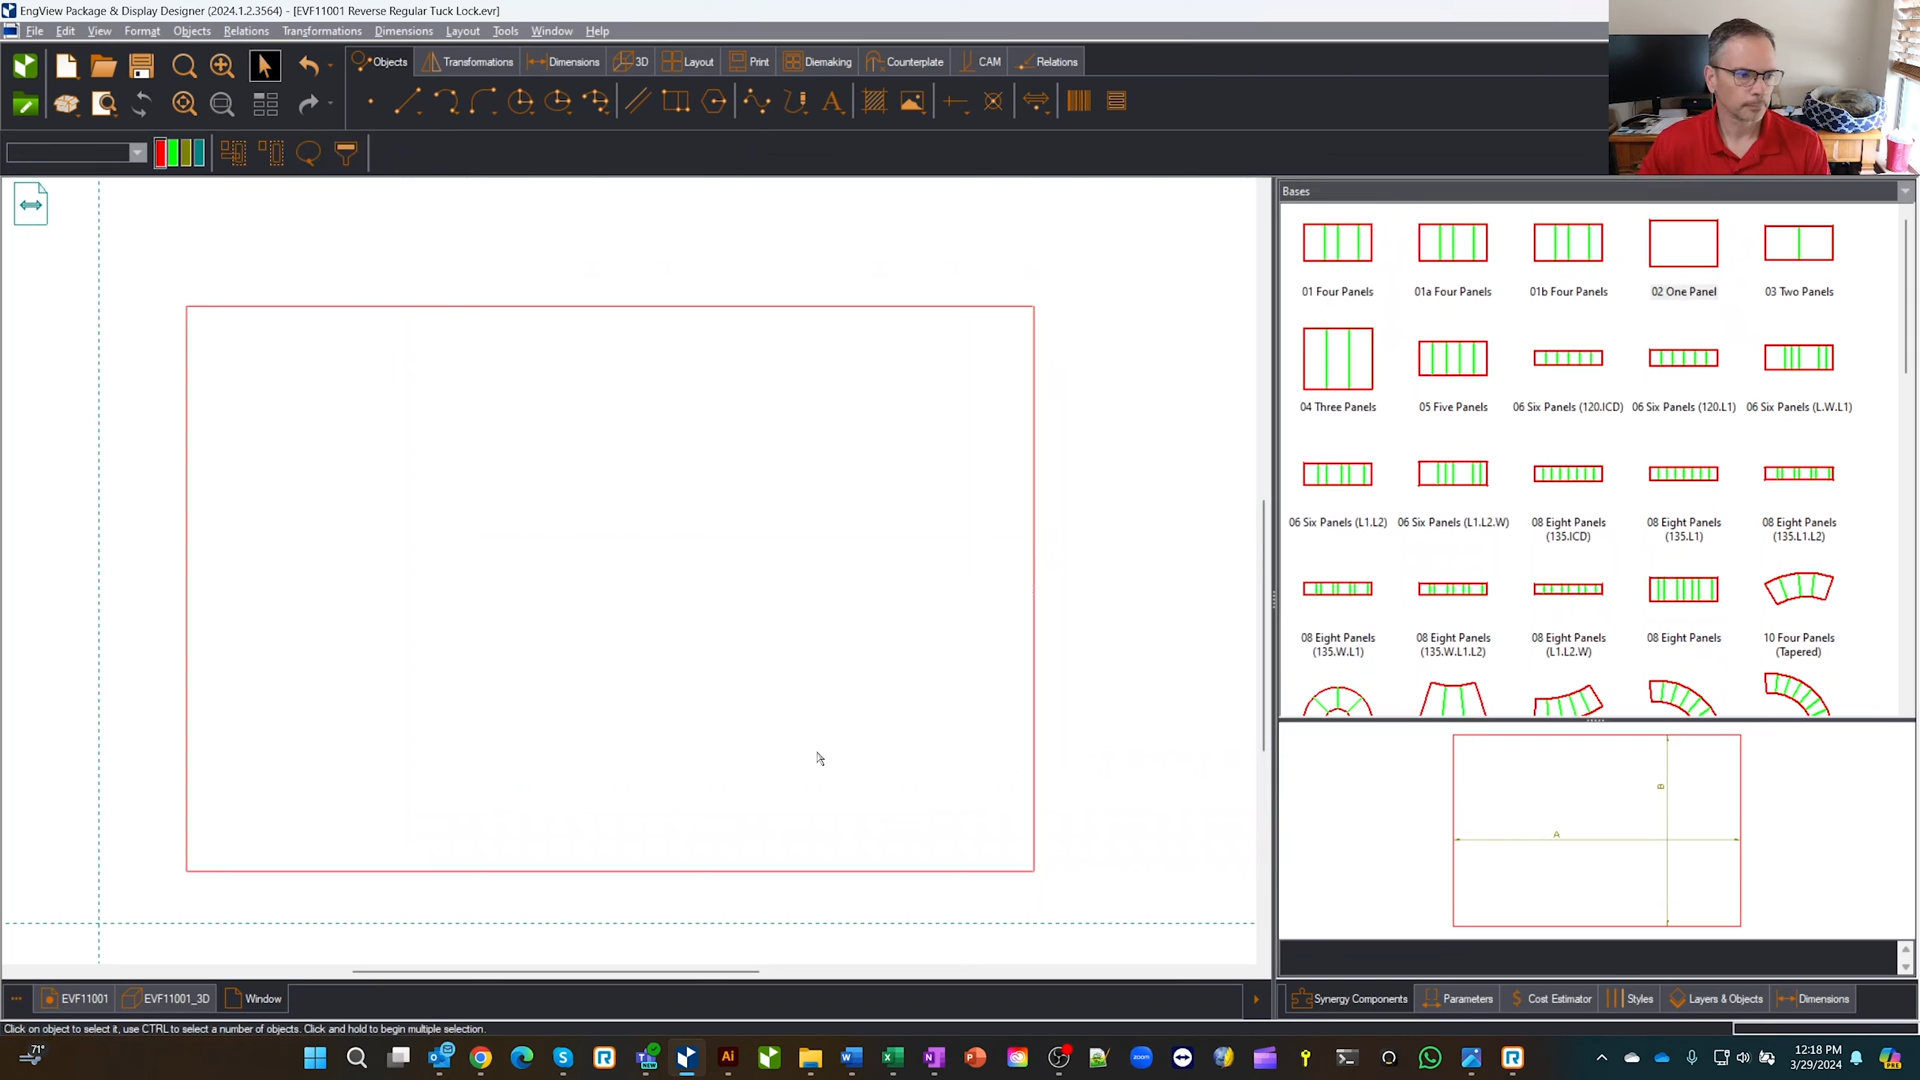 EngView Package & Display Designer (2024.1.2.3564) - [EVF11001 Reverse Regular Tuck Lock.evr]
File Edit View Format Objects Relations Transformations Dimensions Layout Tools Window Help
Objects Transformations Dimensions 3D Layout Print Diemaking Counterplate CAM Relations
Bases
01 Four Panels 01a Four Panels 01b Four Panels 02 One Panel 03 Two Panels
04 Three Panels 05 Five Panels 06 Six Panels (120.ICD) 06 Six Panels (120.L1) 06 Six Panels (L.W.L1)
06 Six Panels (L1.L2) 06 Six Panels (L1.L2.W) 08 Eight Panels (135.ICD) 08 Eight Panels (135.L1) 08 Eight Panels (135.L1.L2)
08 Eight Panels (135.W.L1) 08 Eight Panels (135.W.L1.L2) 08 Eight Panels (L1.L2.W) 08 Eight Panels 10 Four Panels (Tapered)
B
A
EVF11001 EVF11001_3D Window
Synergy Components Parameters Cost Estimator Styles Layers & Objects Dimensions
Click on object to select it, use CTRL to select a number of objects. Click and hold to begin multiple selection.
71°
NEW
Ai
zoom
PRE
12:18 PM
3/29/2024